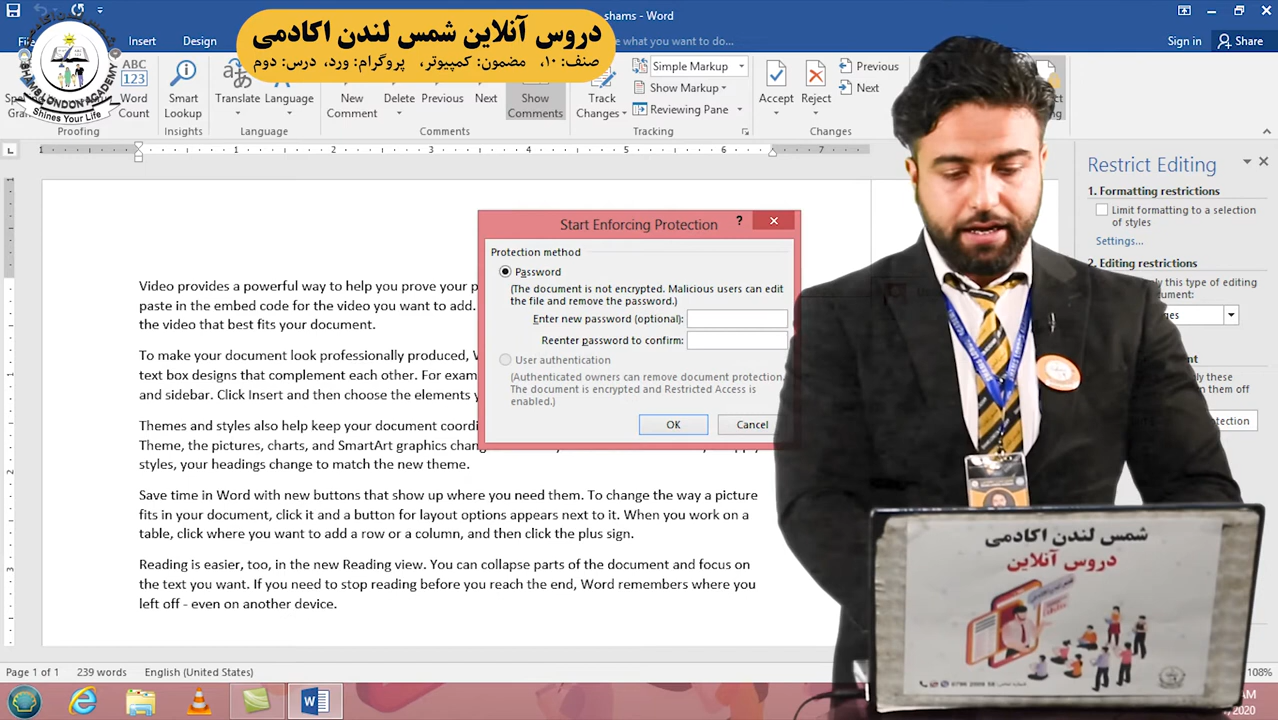 shams - Word
دروس آنلاین شمس لندن اکادمی
صنف: ۱۰، مضمون: کمپیوتر، پروگرام: ورد، درس: دوم
SHAMS LONDON ACADEMY
Shines Your Life
Insert
Design
what you want to do...
Sign in
Share
ABC
123
Word Count
Proofing
Smart Lookup
Insights
Translate
Language
Language
New Comment
Delete
Previous
Next
Show Comments
Comments
Track Changes
Simple Markup
Show Markup
Reviewing Pane
Tracking
Accept
Reject
Previous
Next
Changes
1 1 2 3 4 5 6 7
Restrict Editing
1. Formatting restrictions
Limit formatting to a selection
of styles
Settings...
2. Editing restrictions
this type of editing
Start Enforcing Protection
?
Protection method
Password
(The document is not encrypted. Malicious users can edit
the file and remove the password.)
Enter new password (optional):
Reenter password to confirm:
User authentication
(Authenticated owners can remove document protection.
The document is encrypted and Restricted Access is
enabled.)
OK
Cancel
Video provides a powerful way to help you prove your
paste in the embed code for the video you want to add.
the video that best fits your document.
To make your document look professionally produced,
text box designs that complement each other. For
and sidebar. Click Insert and then choose the elements
Themes and styles also help keep your document
Theme, the pictures, charts, and SmartArt graphics
styles, your headings change to match the new theme.
Save time in Word with new buttons that show up where you need them. To change the way a picture
fits in your document, click it and a button for layout options appears next to it. When you work on a
table, click where you want to add a row or a column, and then click the plus sign.
Reading is easier, too, in the new Reading view. You can collapse parts of the document and focus on
the text you want. If you need to stop reading before you reach the end, Word remembers where you
left off - even on another device.
شمس لندن اکادمی
دروس آنلاین
Page 1 of 1
239 words
English (United States)
108%